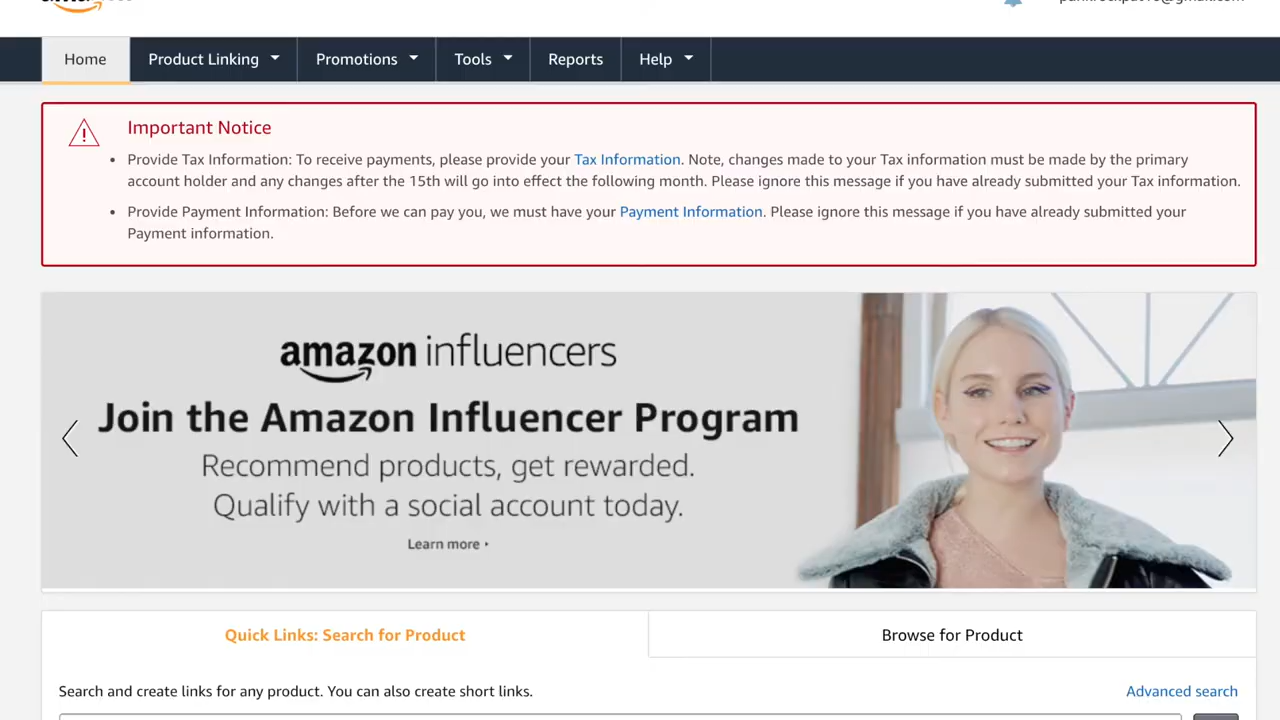 Home
Product Linking
Promotions
Tools
Reports
Help
Important Notice
Provide Tax Information: To receive payments, please provide your Tax Information. Note, changes made to your Tax information must be made by the primary
account holder and any changes after the 15th will go into effect the following month. Please ignore this message if you have already submitted your Tax information.
Provide Payment Information: Before we can pay you, we must have your Payment Information. Please ignore this message if you have already submitted your
Payment information.
amazon influencers
Join the Amazon Influencer Program
Recommend products, get rewarded.
Qualify with a social account today.
Learn more
Quick Links: Search for Product
Browse for Product
Search and create links for any product. You can also create short links.
Advanced search